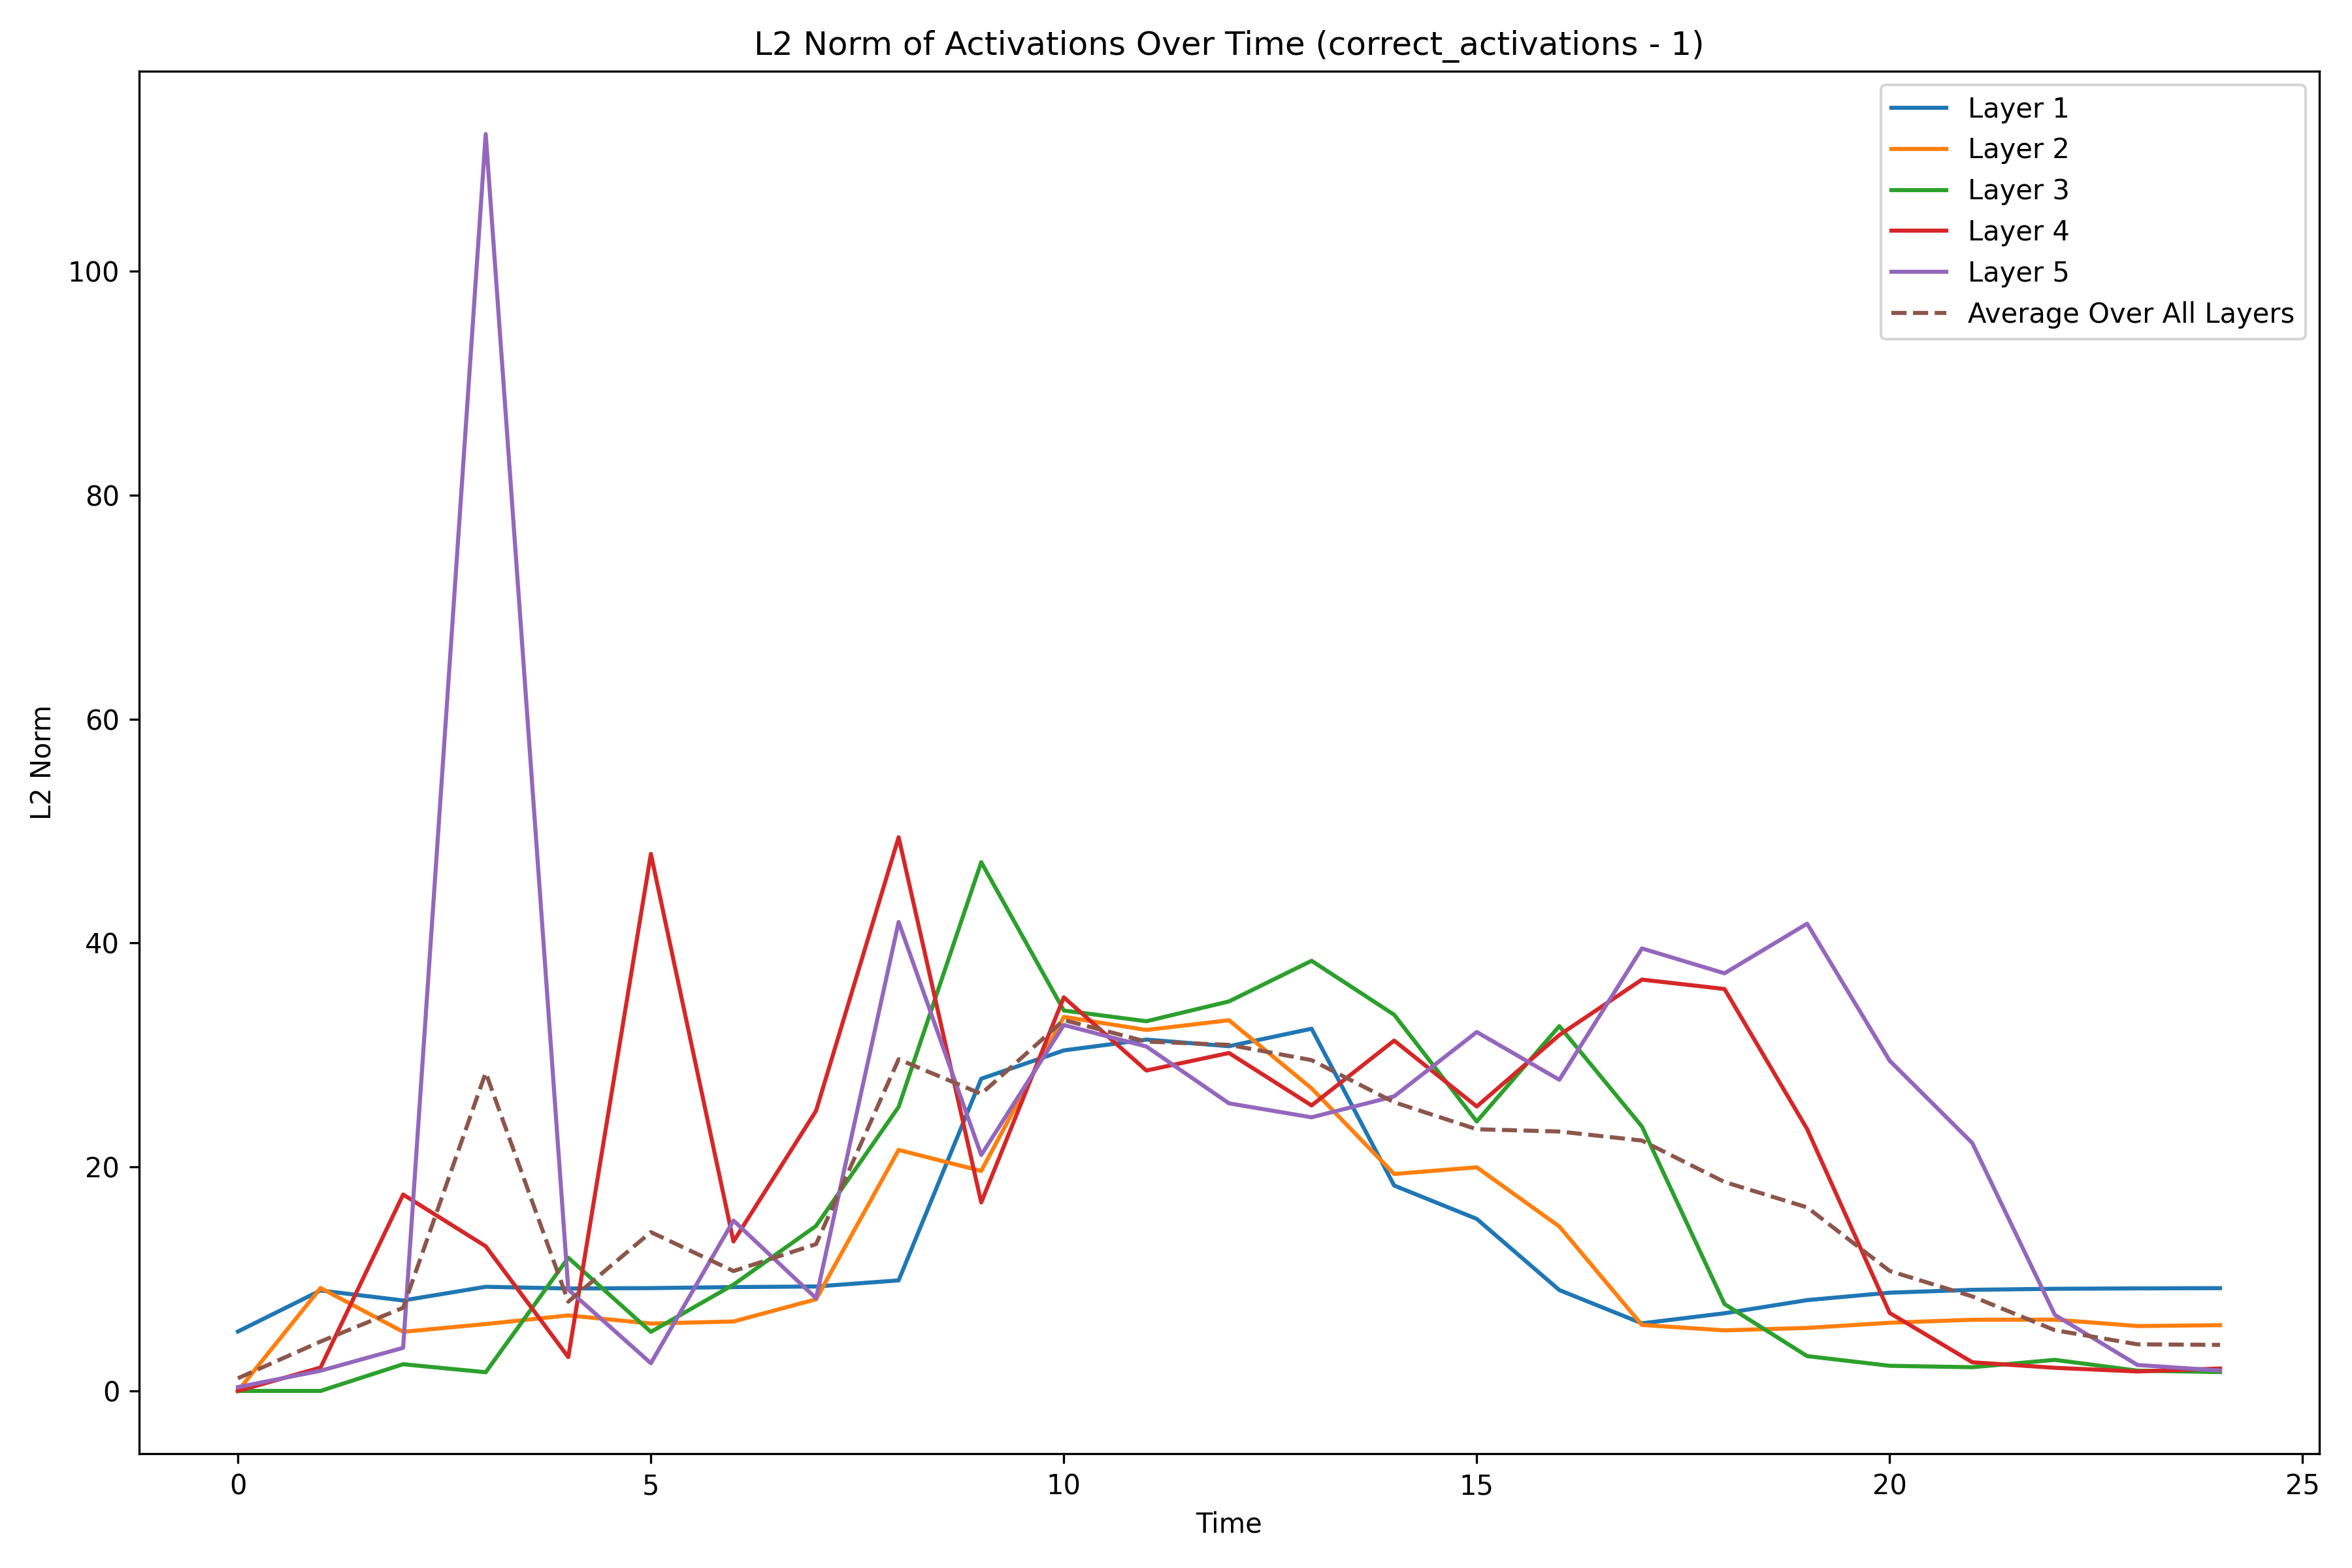 L2 Norm of Activations Over Time (correct_activations - 1)
Layer 1
Layer 2
Layer 3
Layer 4
Layer 5
Average Over All Layers
L2 Norm
100
80
60
40
20
0
0 5 10 15 20 25
Time